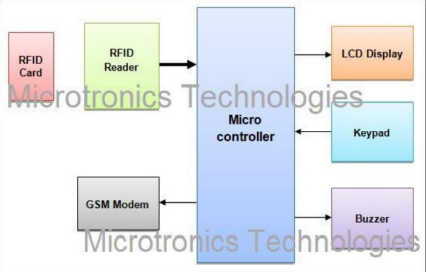 RFID
Card
RFID
Reader
LCD Display
Microtronics Technologies
Micro
controller
Keypad
GSM Modem
Buzzer
Microtronics Technologies